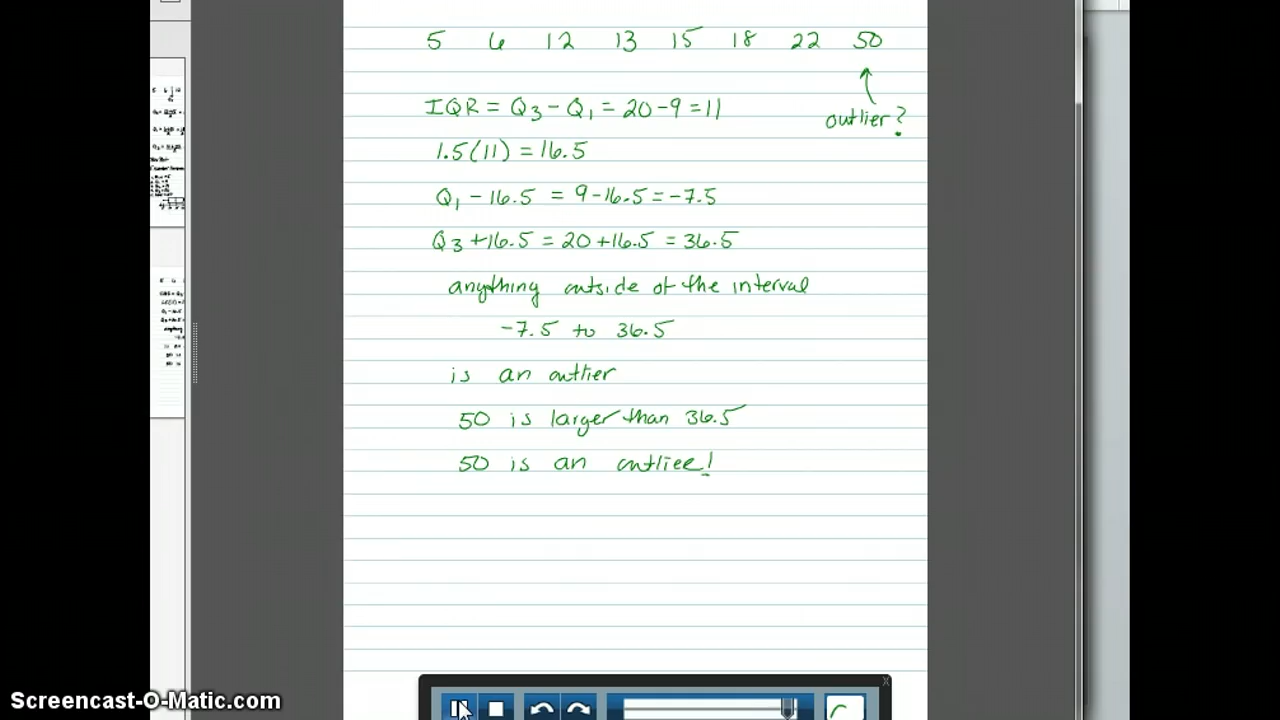 5 6 12 13 15 18 22 50
IQR = Q3 - Q1 = 20 - 9 = 11
outlier?
1.5(11) = 16.5
Q1 - 16.5 = 9 - 16.5 = -7.5
Q3 + 16.5 = 20 + 16.5 = 36.5
anything outside of the interval
-7.5 to 36.5
is an outlier
50 is larger than 36.5
50 is an outlier!
Screencast-O-Matic.com